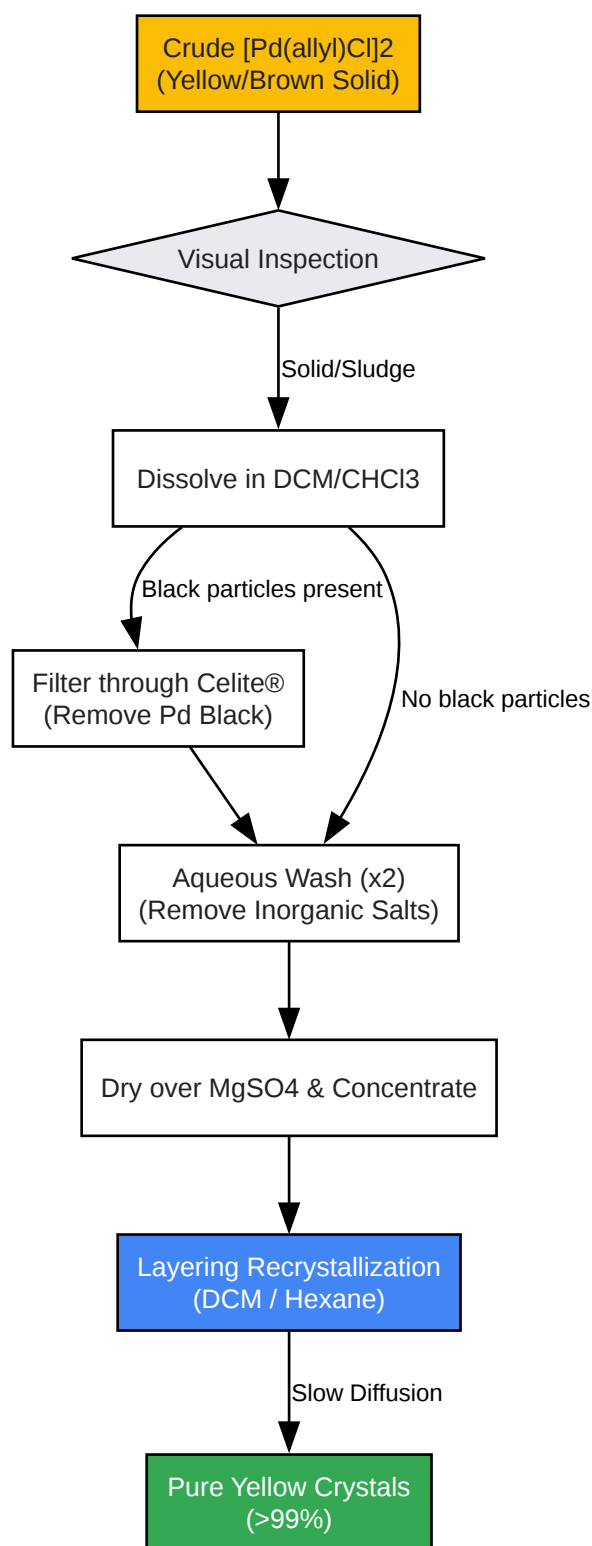 Crude [Pd(allyl)Cl]2
(Yellow/Brown Solid)
Visual Inspection
Solid/Sludge
Dissolve in DCM/CHCl3
Black particles present
Filter through Celite®
(Remove Pd Black)
No black particles
Aqueous Wash (x2)
(Remove Inorganic Salts)
Dry over MgSO4 & Concentrate
Layering Recrystallization
(DCM / Hexane)
Slow Diffusion
Pure Yellow Crystals
(>99%)